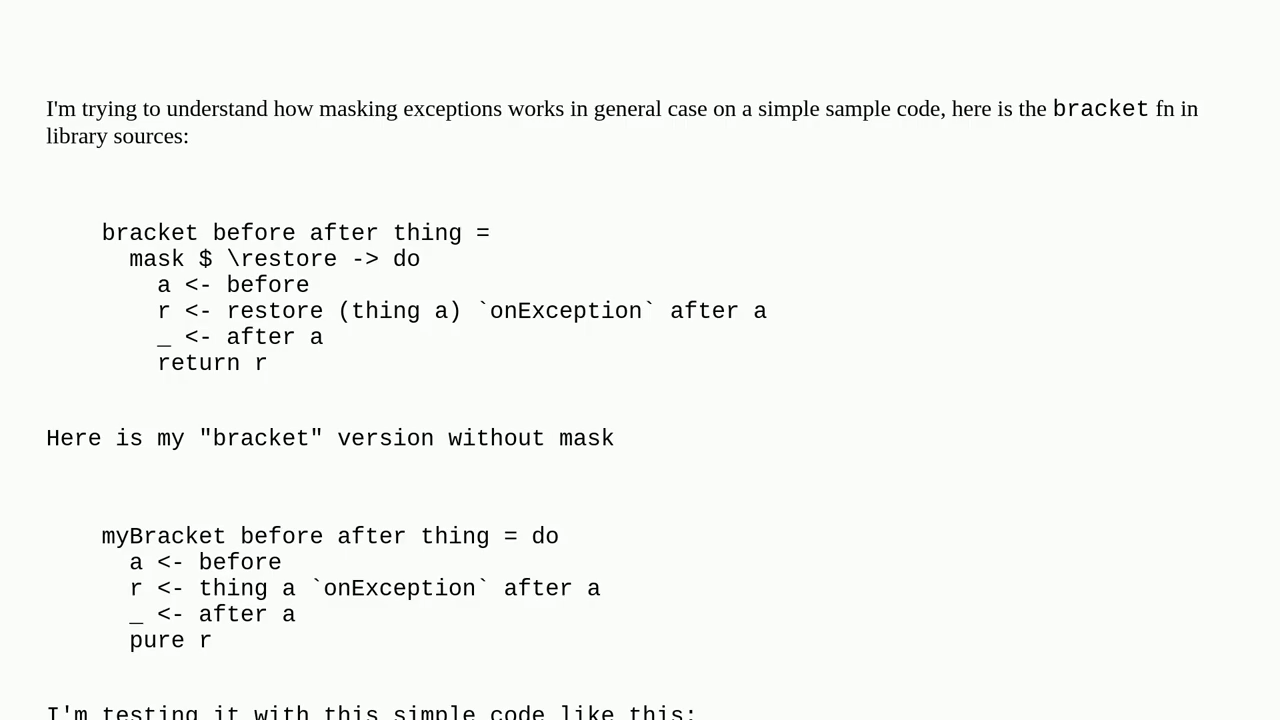 I'm trying to understand how masking exceptions works in general case on a simple sample code, here is the bracket fn in
library sources:
bracket before after thing =
  mask $ \restore -> do
    a <- before
    r <- restore (thing a) `onException` after a
    _ <- after a
    return r
Here is my "bracket" version without mask
myBracket before after thing = do
  a <- before
  r <- thing a `onException` after a
  _ <- after a
  pure r
I'm testing it with this simple code like this: